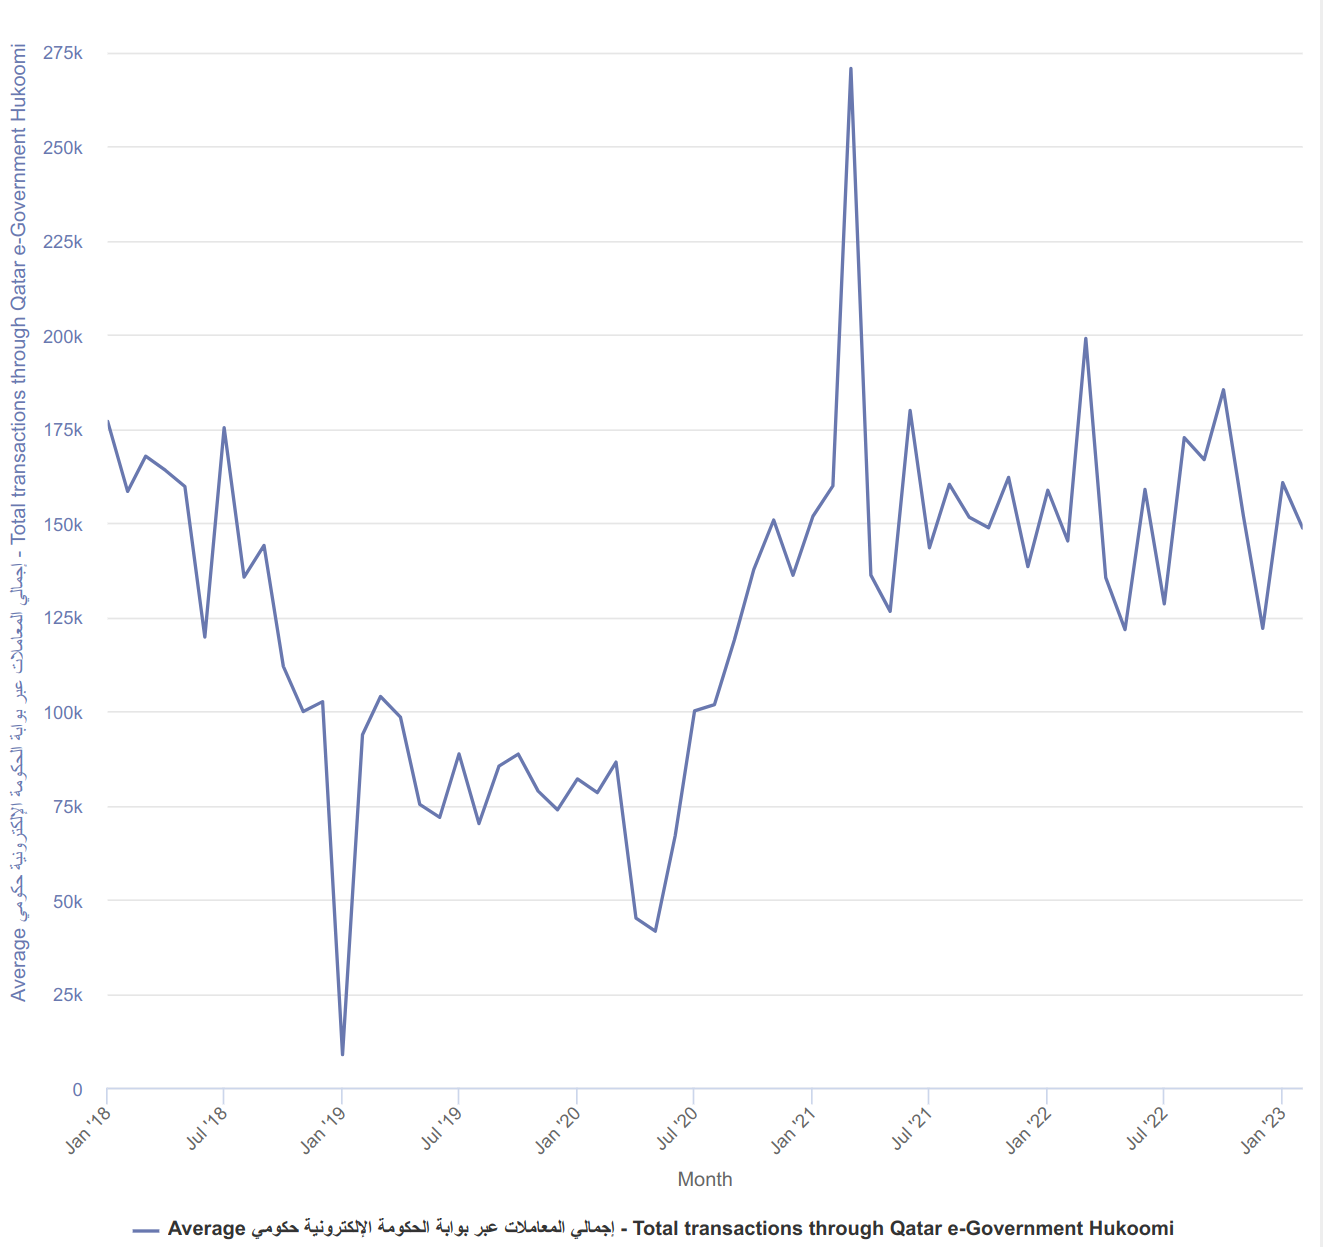 Average إجمالي المعاملات عبر بوابة الحكومة الإلكترونية حكومي - Total transactions through Qatar e-Government Hukoomi
275k
250k
225k
200k
175k
150k
125k
100k
75k
50k
25k
0
Jan '18
Jul '18
Jan '19
Jul '19
Jan '20
Jul '20
Jan '21
Jul '21
Jan '22
Jul '22
Jan '23
Month
Average إجمالي المعاملات عبر بوابة الحكومة الإلكترونية حكومي - Total transactions through Qatar e-Government Hukoomi